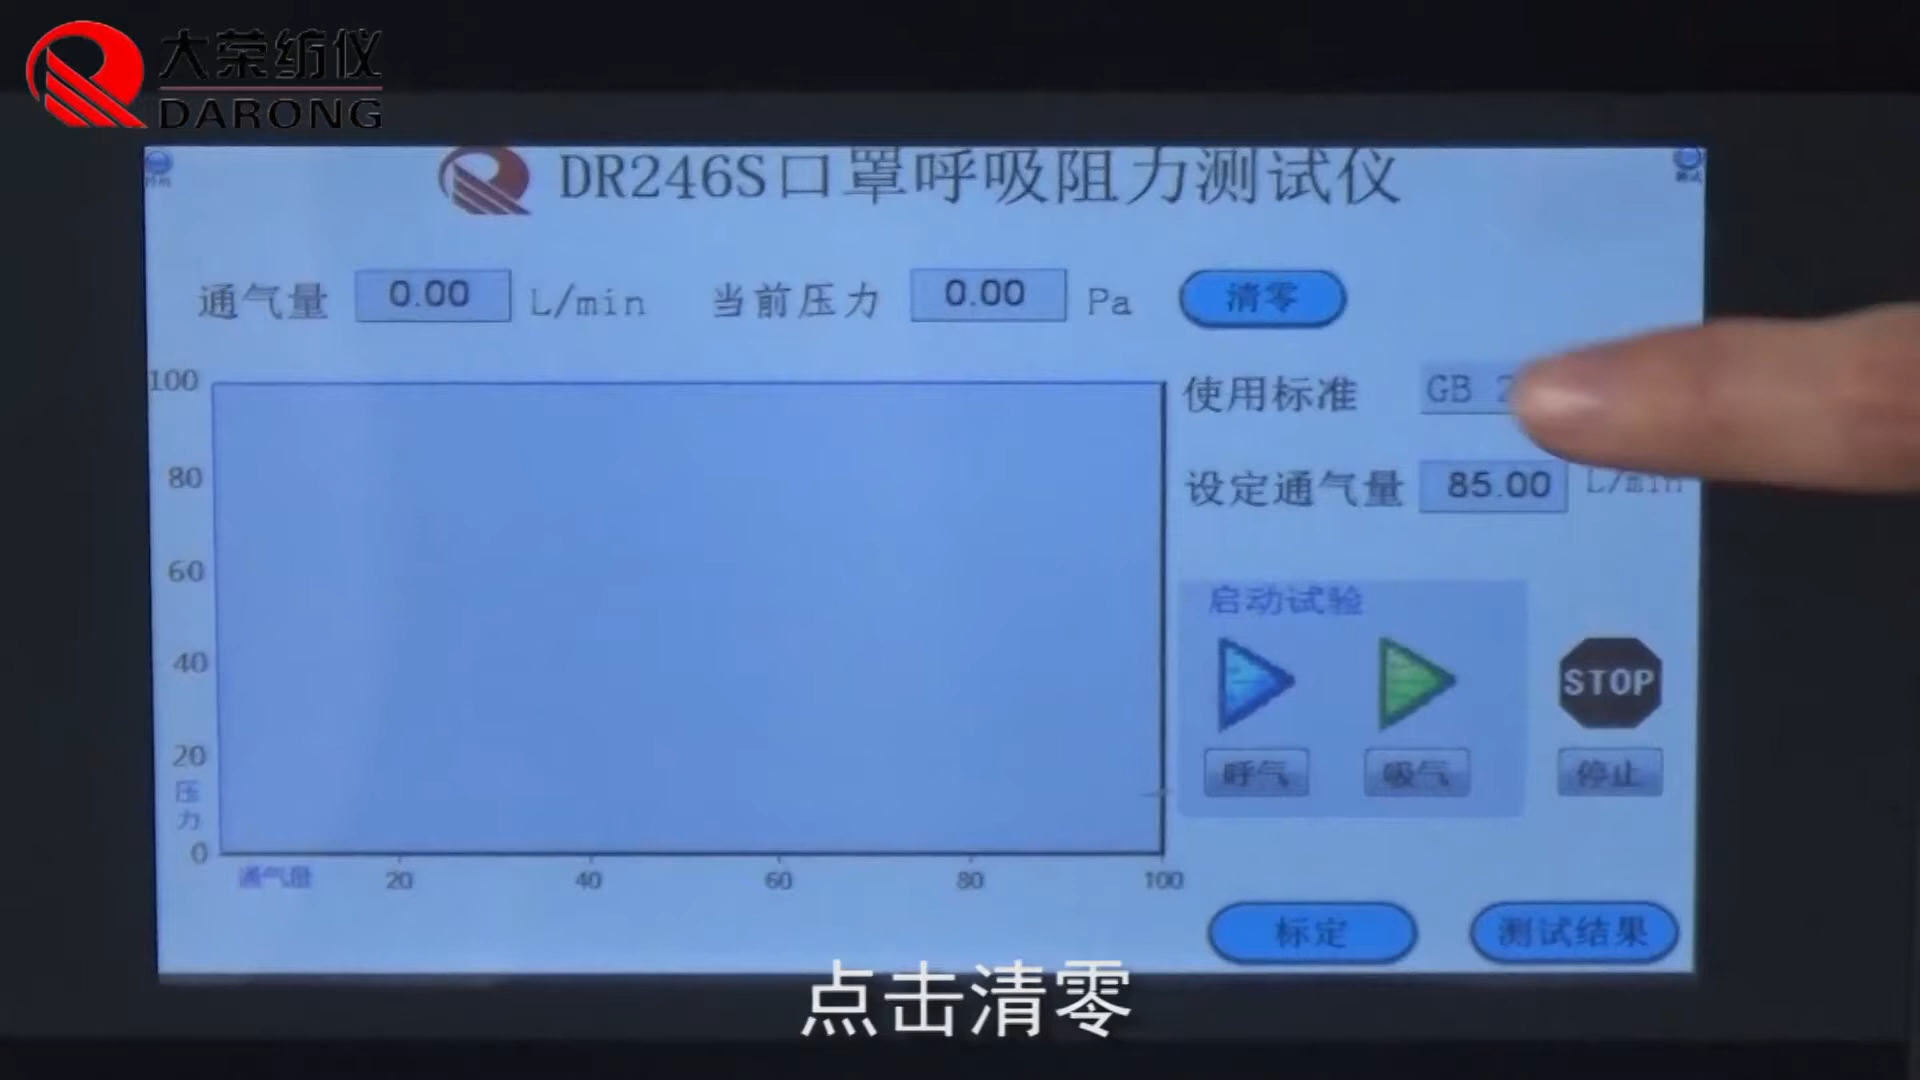 大荣纺仪
DARONG
DR246S口罩呼吸阻力测试仪
通气量 0.00 L/min 当前压力 0.00 Pa 清零
使用标准 GB 2
设定通气量 85.00 L/min
100
80
60
40
20
压力
0
通气量 20 40 60 80 100
启动试验
STOP
呼气 吸气 停止
标定 测试结果
点击清零